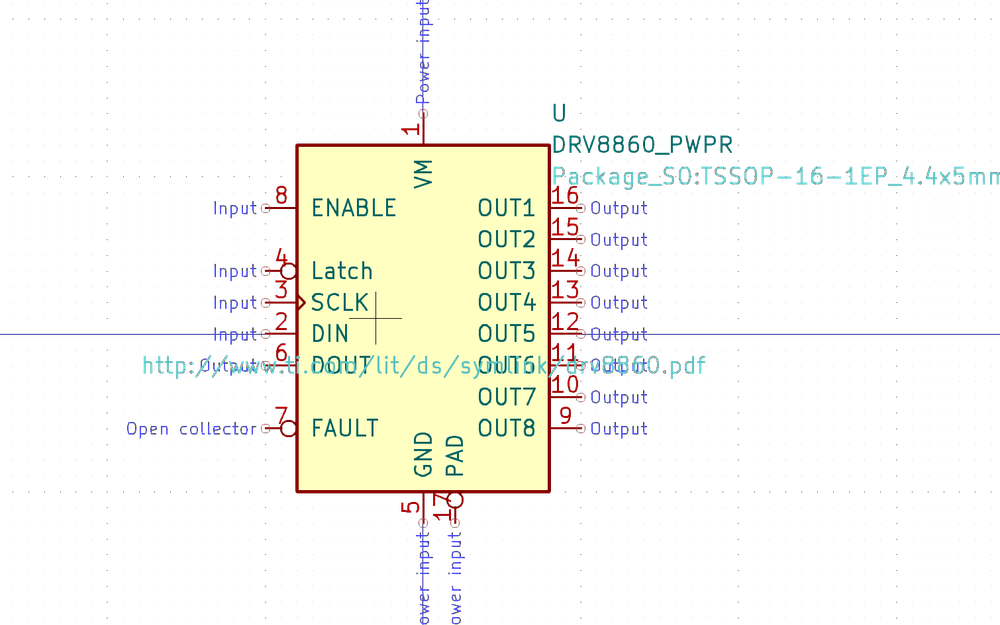 Power input
1
U
DRV8860_PWPR
Package_SO:TSSOP-16-1EP_4.4x5mm
VM
Input 8 ENABLE OUT1 16 Output
OUT2 15 Output
Input 4 Latch OUT3 14 Output
Input 3 SCLK OUT4 13 Output
Input 2 DIN OUT5 12 Output
Output 6 DOUT OUT6 11 Output
http://www.ti.com/lit/ds/symlink/drv8860.pdf
OUT7 10 Output
Open collector 7 FAULT OUT8 9 Output
GND PAD
5 17
ower input ower input